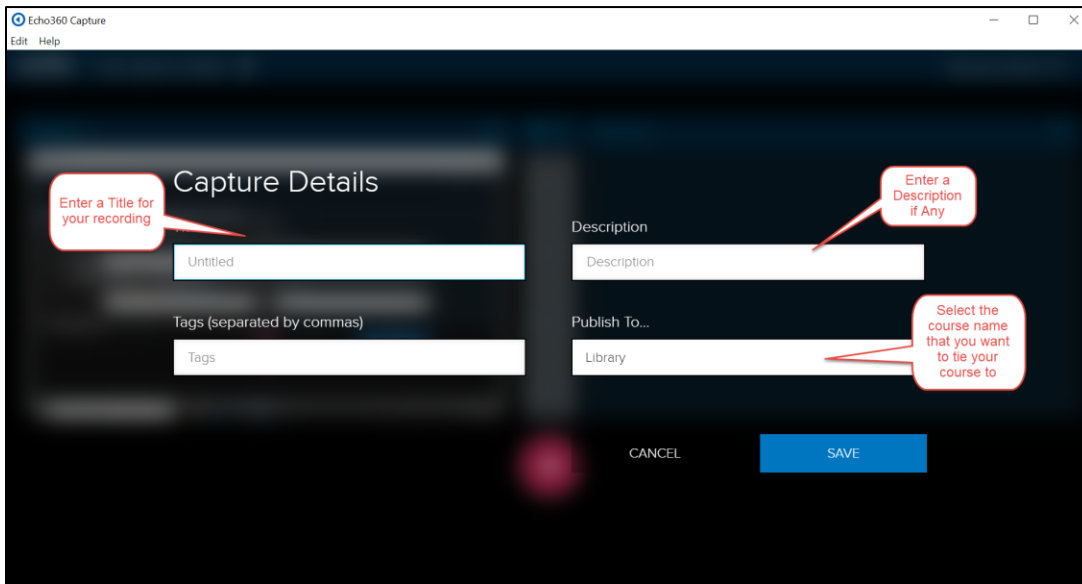 Echo360 Capture
Edit Help
Capture Details
Enter a Title for
your recording
Enter a
Description
if Any
Description
Untitled
Description
Tags (separated by commas)
Publish To...
Select the
course name
that you want
to tie your
course to
Tags
Library
CANCEL
SAVE